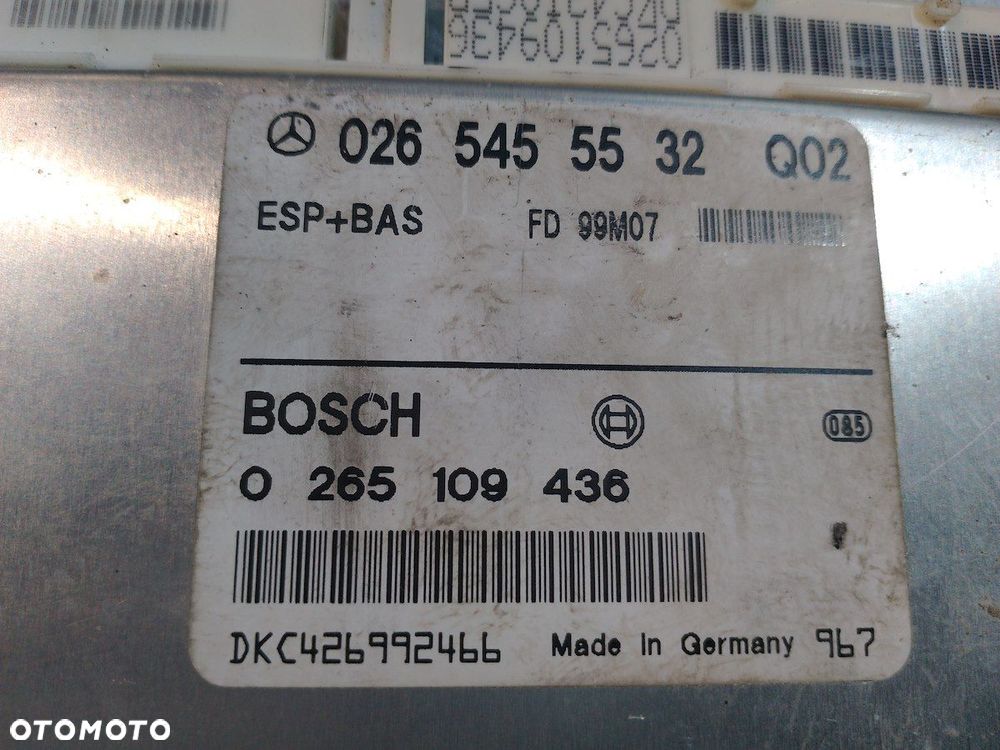 0265109436
026 545 55 32 Q02
ESP+BAS FD 99M07
BOSCH
085
0 265 109 436
DKC426992466 Made In Germany 967
OTOMOTO